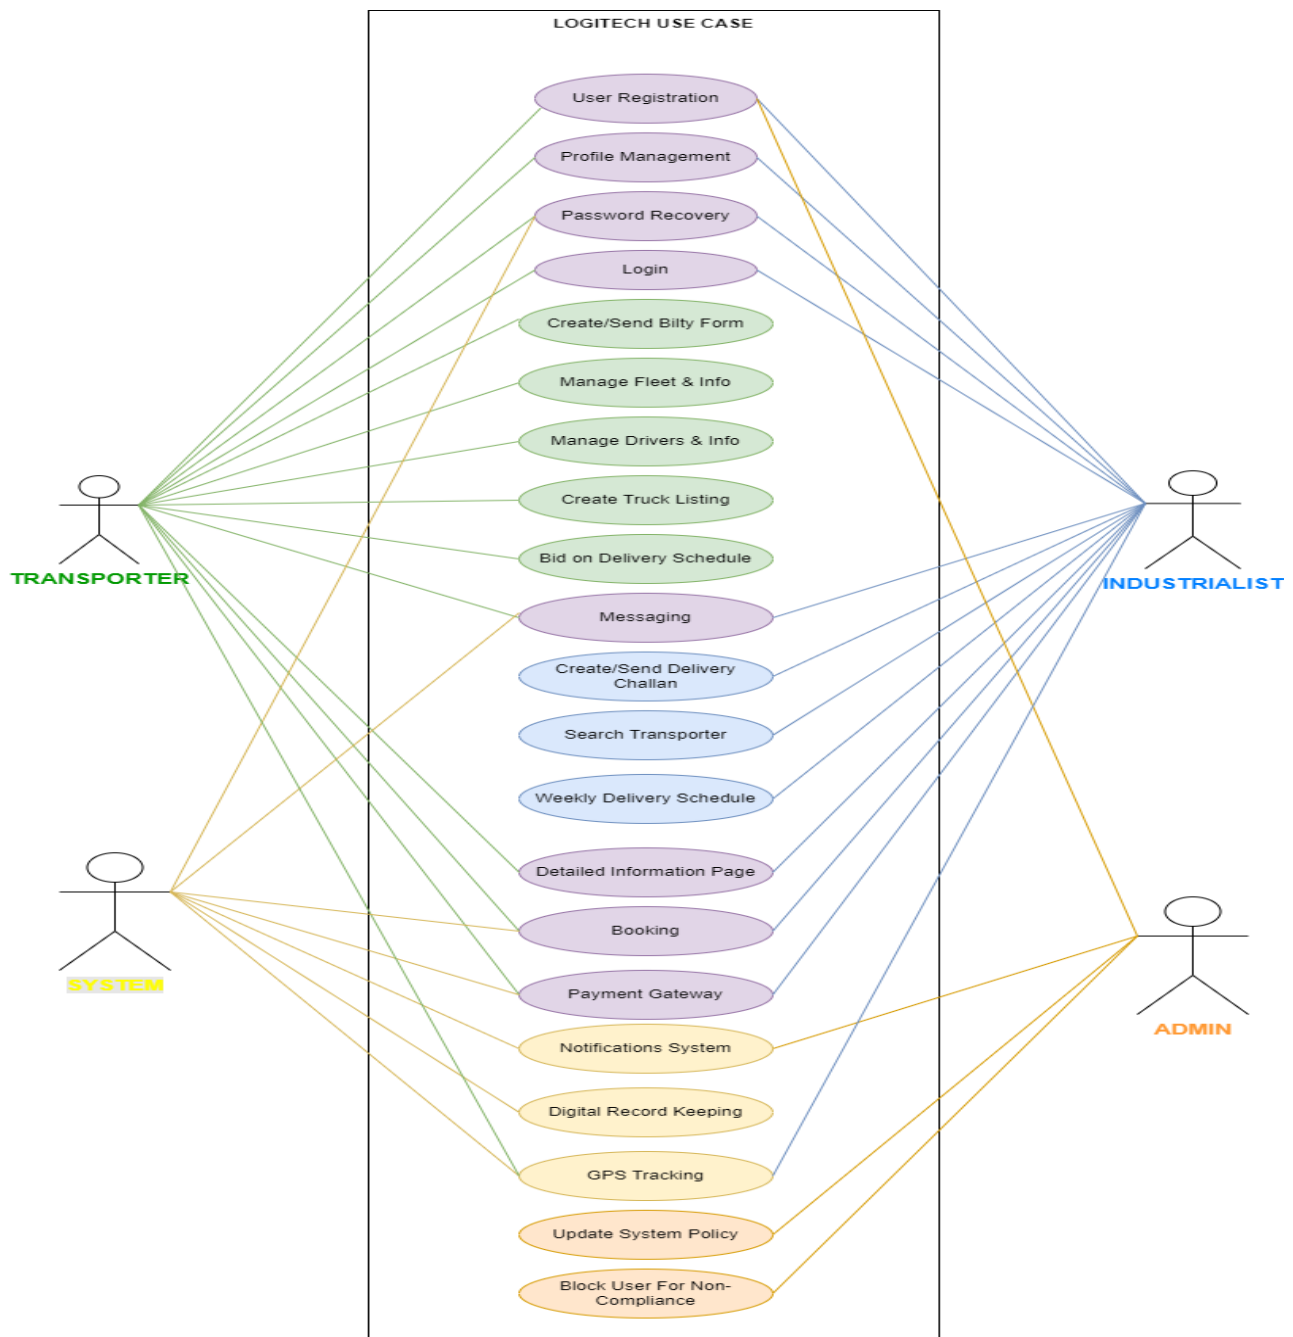 LOGITECH USE CASE
User Registration
Profile Management
Password Recovery
Login
Create/Send Bilty Form
Manage Fleet & Info
Manage Drivers & Info
Create Truck Listing
Bid on Delivery Schedule
TRANSPORTER
INDUSTRIALIST
Messaging
Create/Send Delivery
Challan
Search Transporter
Weekly Delivery Schedule
Detailed Information Page
Booking
SYSTEM
Payment Gateway
ADMIN
Notifications System
Digital Record Keeping
GPS Tracking
Update System Policy
Block User For Non-
Compliance